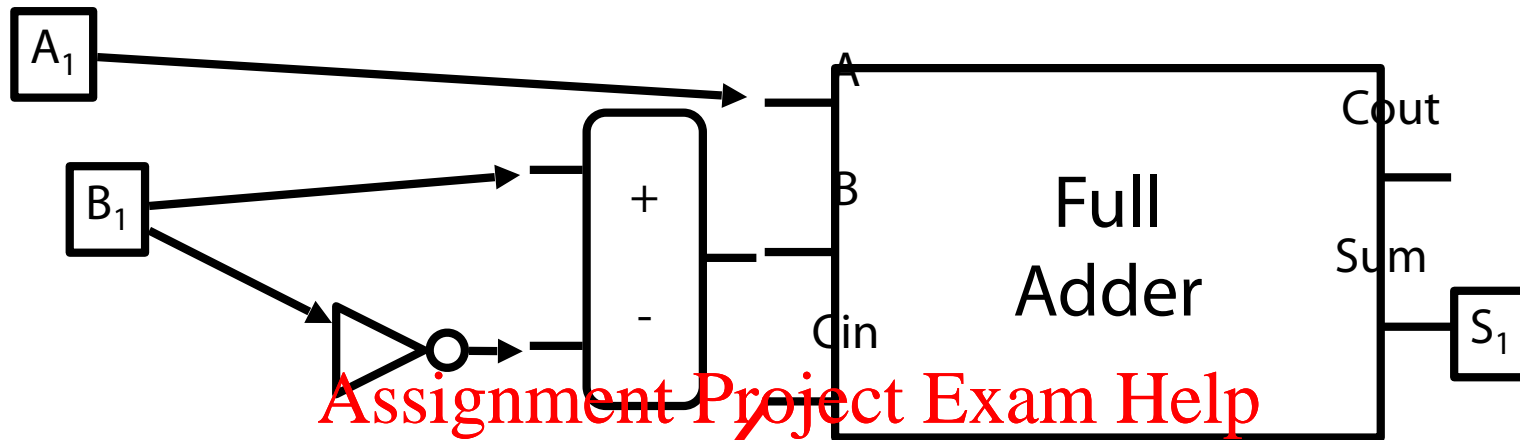 A₁
A
Cout
B₁
+
B
Full
Adder
Sum
-
Cin
S₁
Assignment Project Exam Help